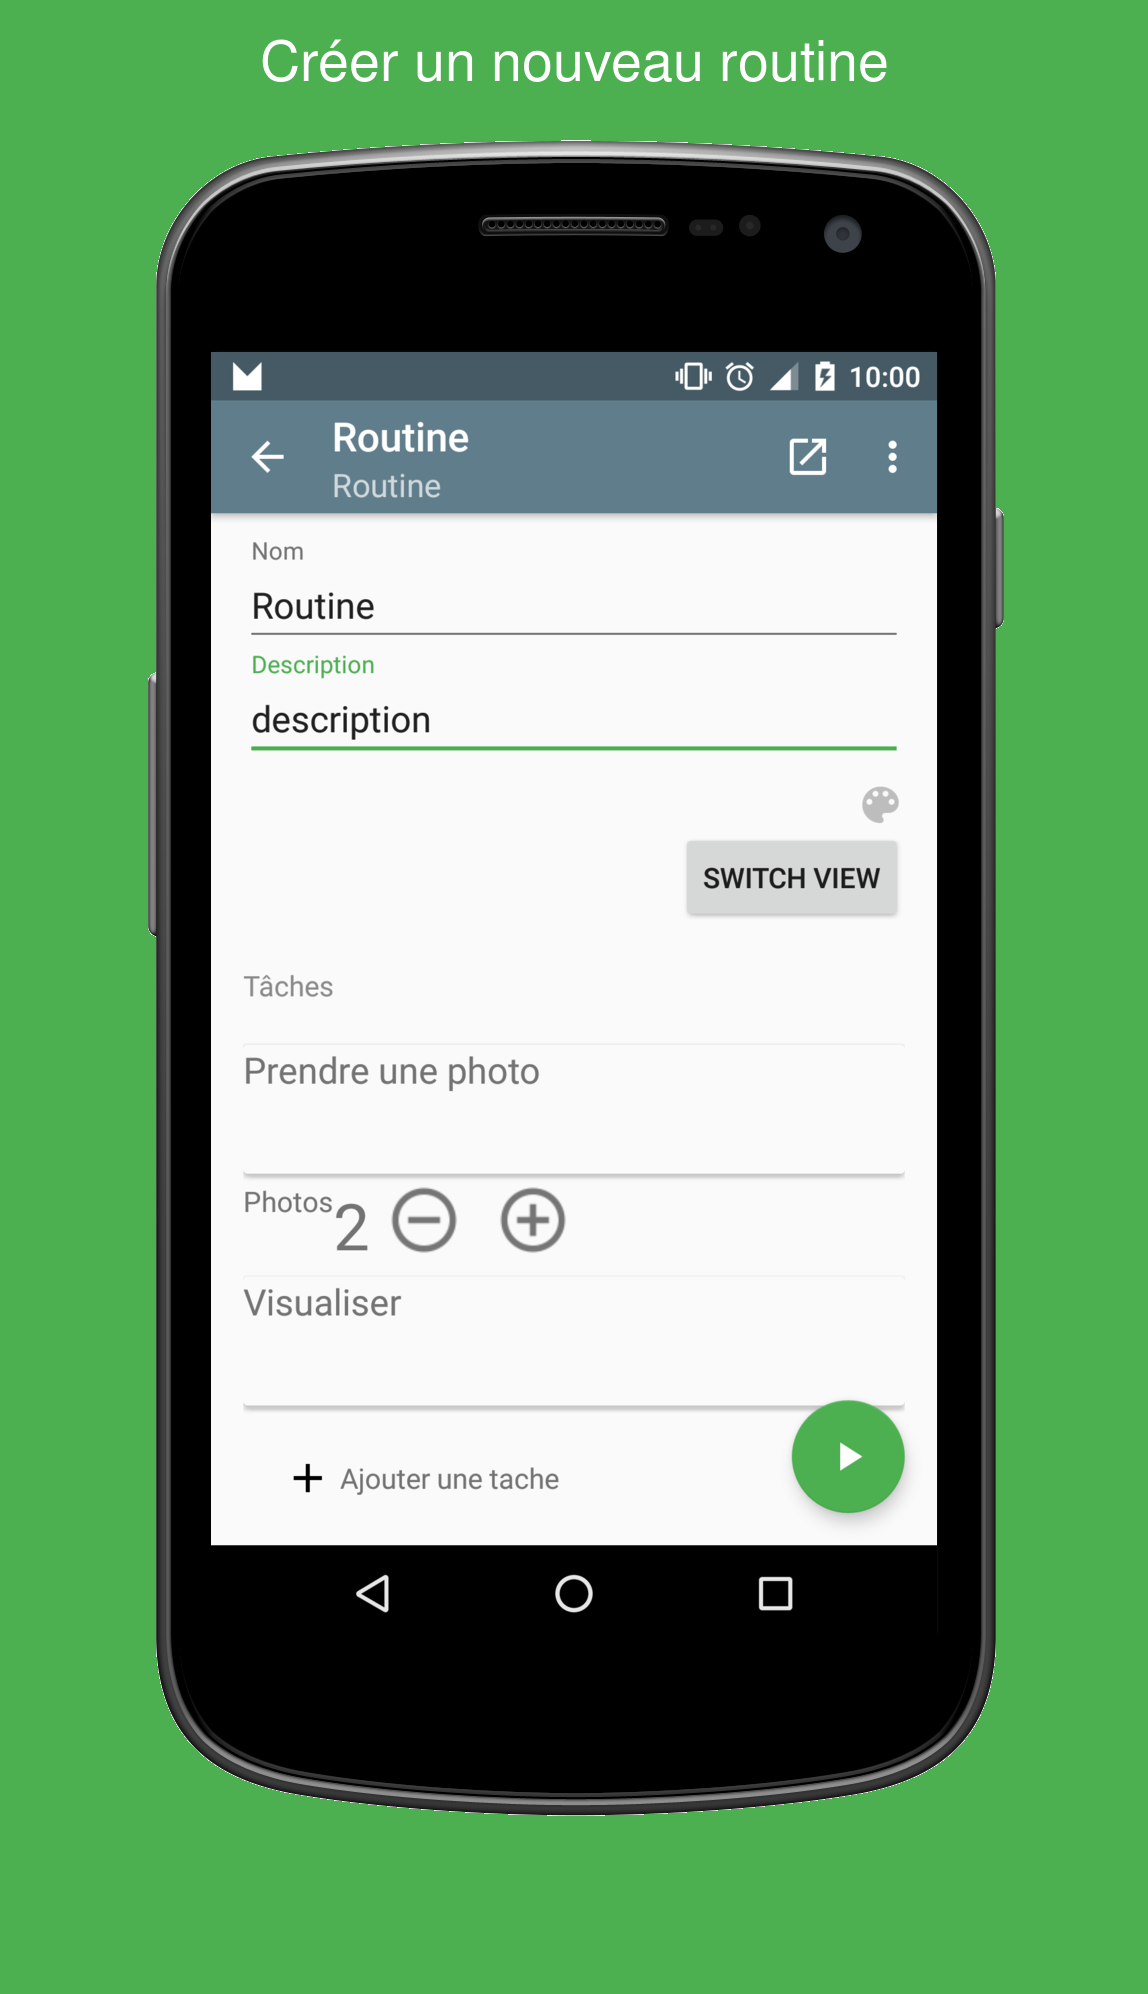 Créer un nouveau routine
10:00
Routine
Routine
Nom
Routine
Description
description
SWITCH VIEW
Tâches
Prendre une photo
Photos 2
Visualiser
Ajouter une tache